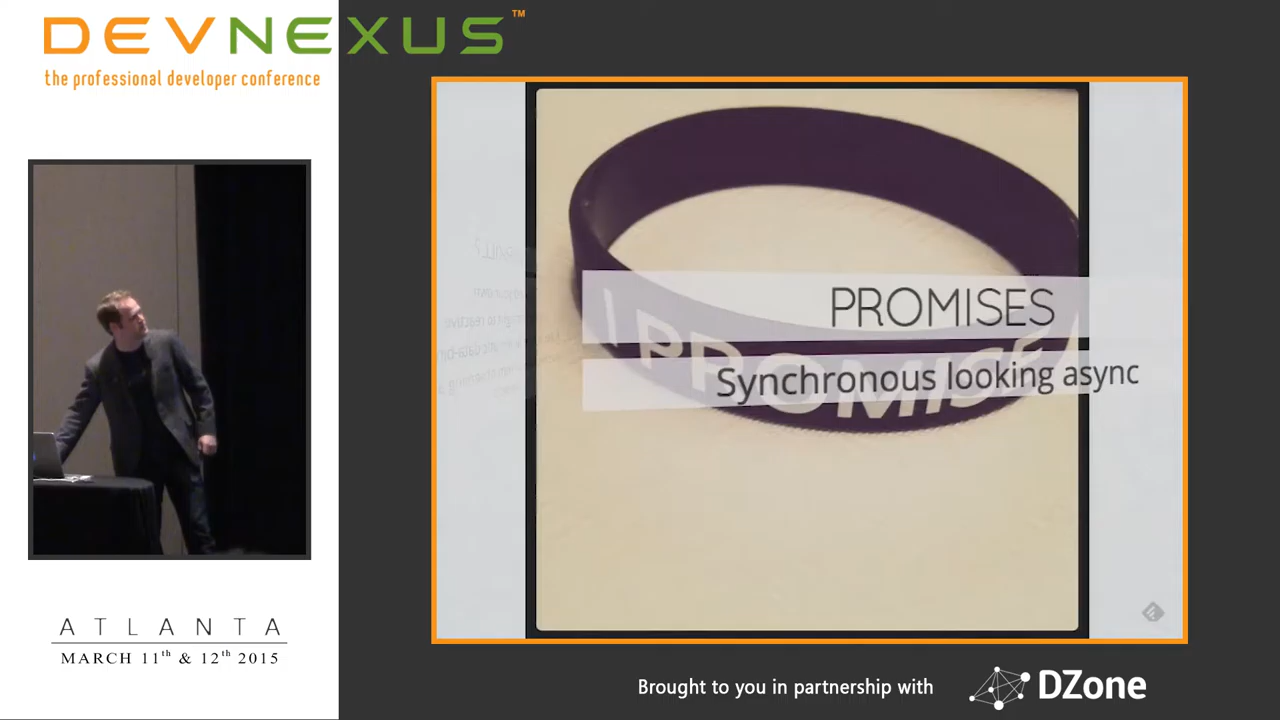 DEVNEXUS™
the professional developer conference
PROMISES
I PROMISE
Synchronous looking async
ATLANTA
MARCH 11th & 12th 2015
Brought to you in partnership with
DZone